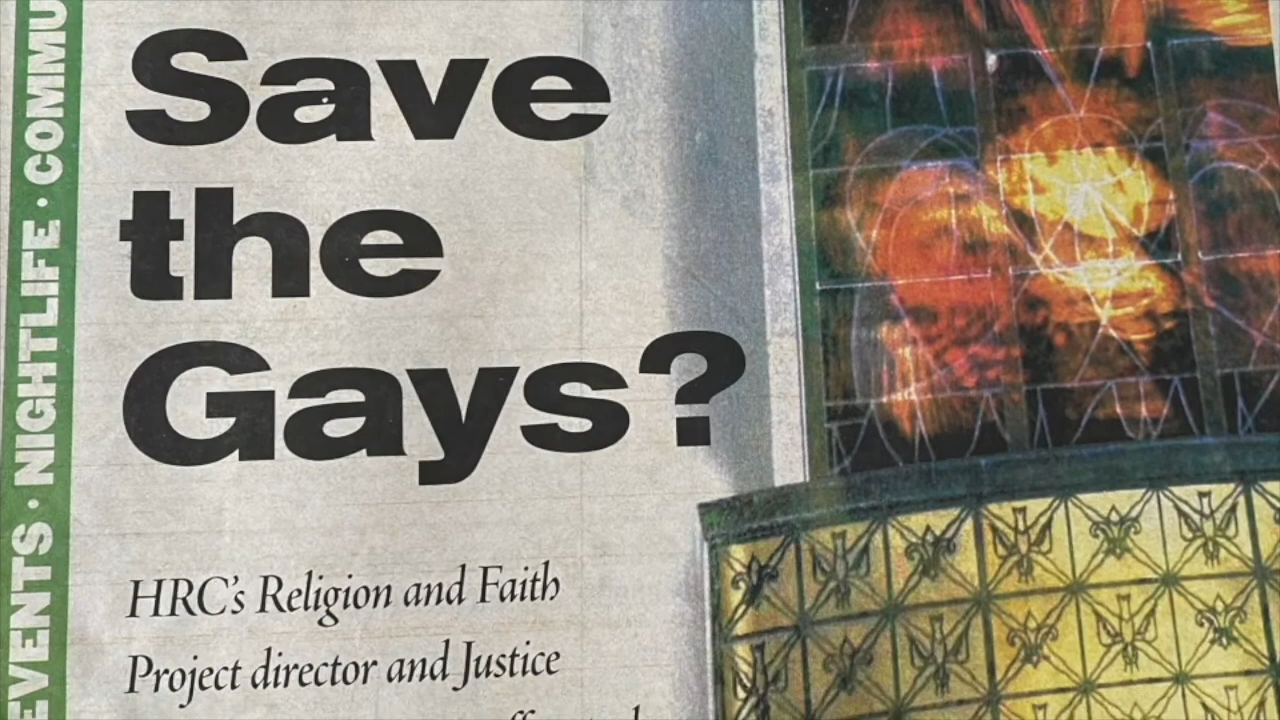 Save
the
Gays?
HRC's Religion and Faith
Project director and Justice
EVENTS · NIGHTLIFE · COMMU